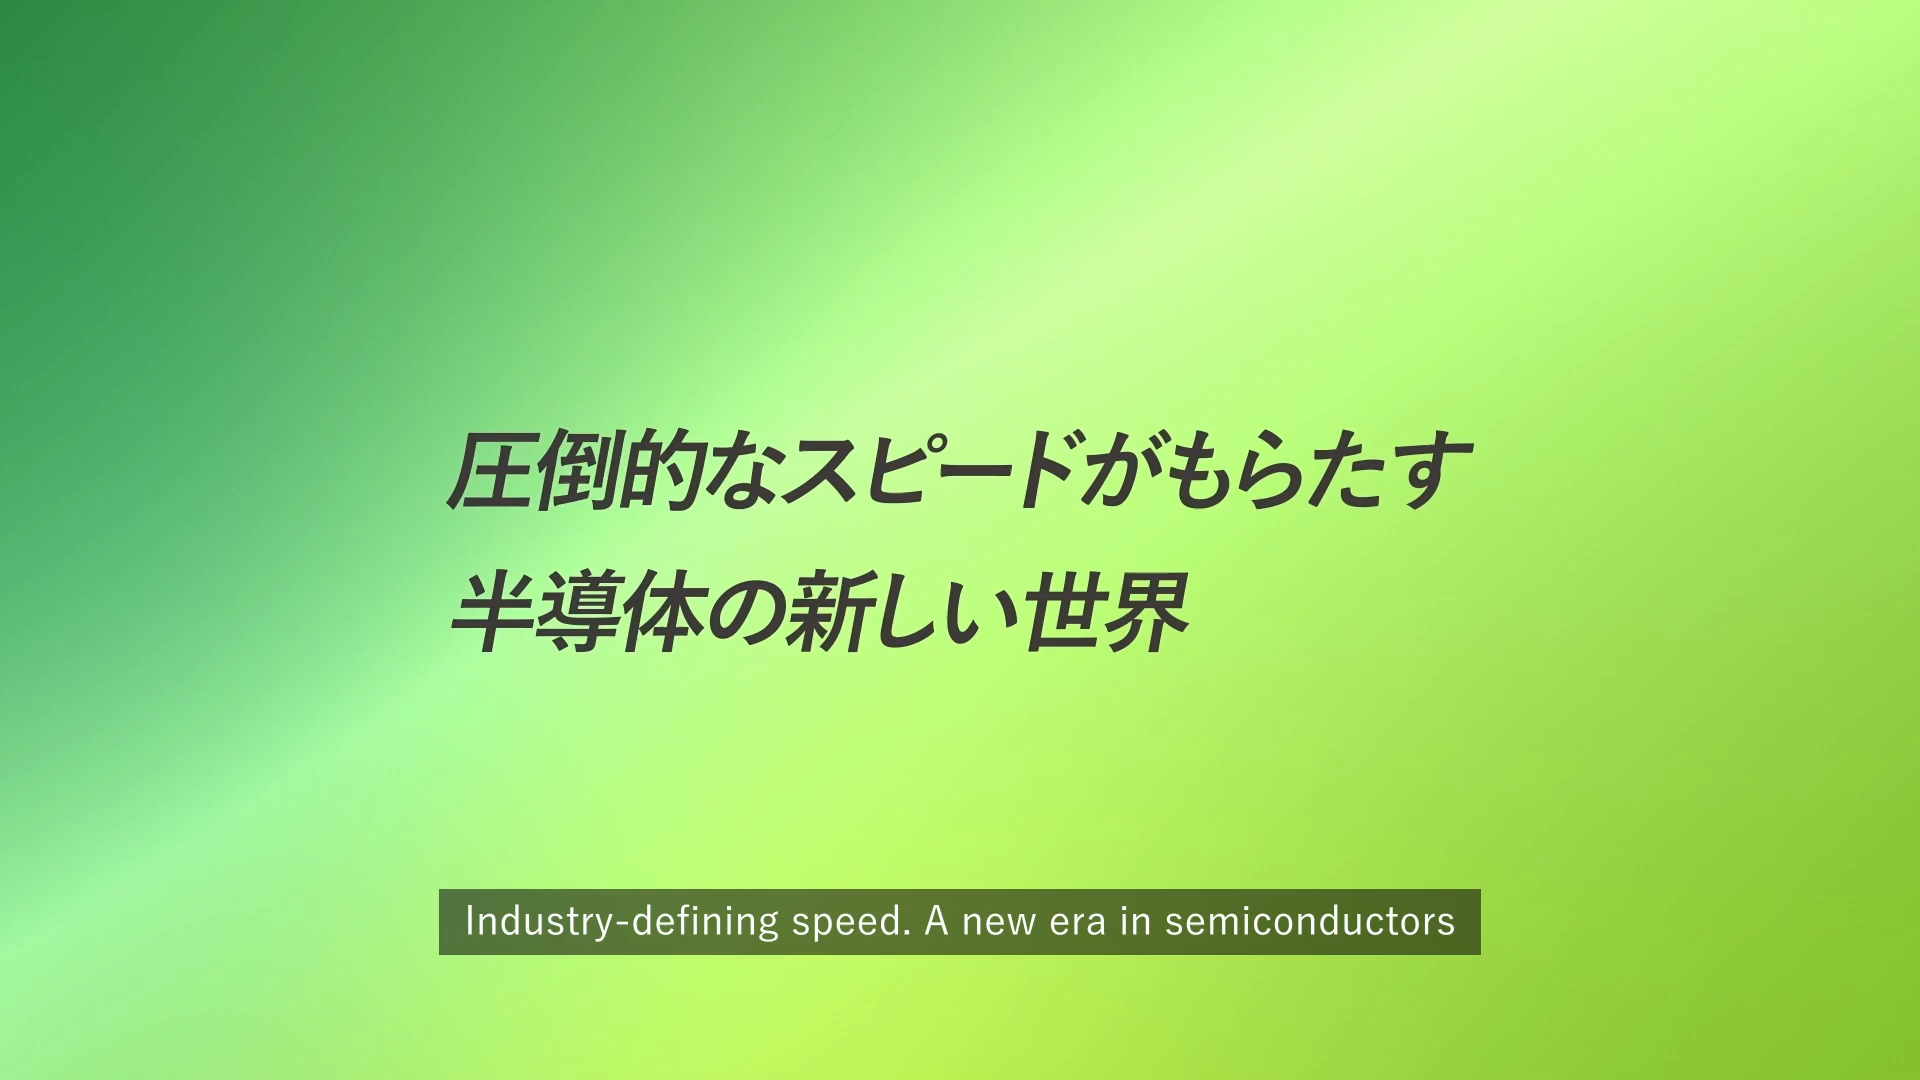 圧倒的なスピードがもらたす
半導体の新しい世界
Industry-defining speed. A new era in semiconductors